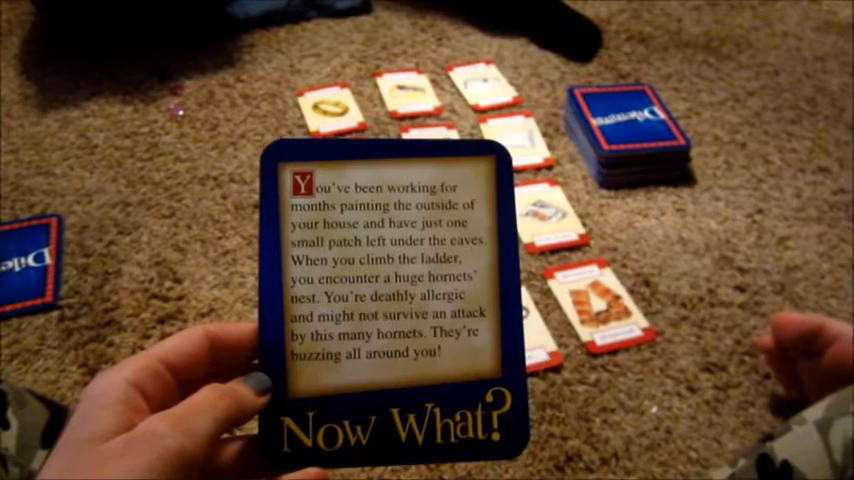 Dilemma
You've been working for
months painting the outside of
your house and have just one
small patch left under the eaves.
When you climb the ladder,
you encounter a huge hornets'
nest. You're deathly allergic
and might not survive an attack
by this many hornets. They're
buzzing all around you!
Now What?